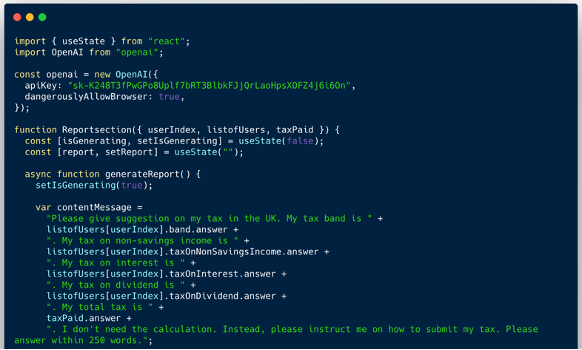 import { useState } from "react";
import OpenAI from "openai";
const openai = new OpenAI({
apiKey: "",
dangerouslyAllowBrowser: true,
});
function Reportsection({ userIndex, listofUsers, taxPaid }) {
const [isGenerating, setIsGenerating] = useState(false);
const [report, setReport] = useState("");
async function generateReport() {
setIsGenerating(true);
var contentMessage =
"Please give suggestion on my tax in the UK. My tax band is " +
listofUsers[userIndex].band.answer +
". My tax on non-savings income is " +
listofUsers[userIndex].taxOnNonSavingsIncome.answer +
". My tax on interest is " +
listofUsers[userIndex].taxOnInterest.answer +
". My tax on dividend is " +
listofUsers[userIndex].taxOnDividend.answer +
". My total tax is " +
taxPaid.answer +
". I don't need the calculation. Instead, please instruct me on how to submit my tax. Please
answer within 250 words.";